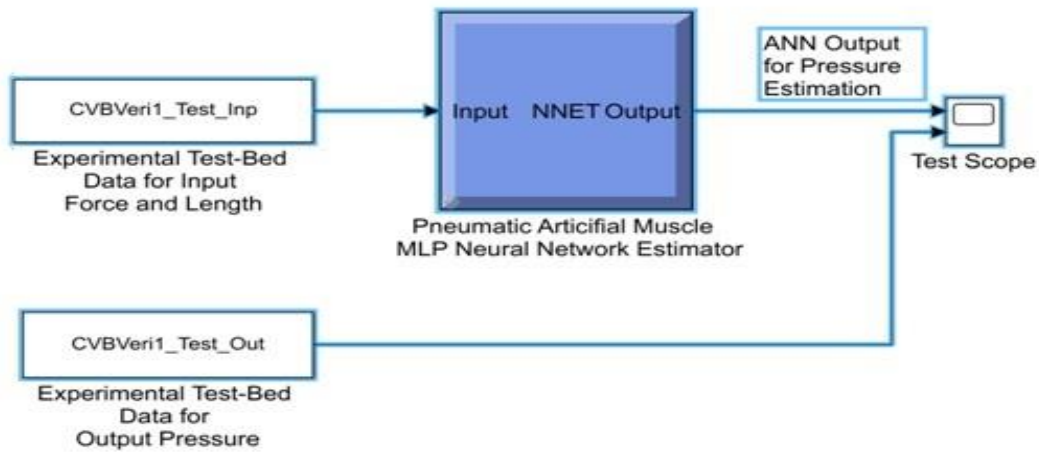 ANN Output
for Pressure
Estimation
CVBVeri1_Test_Inp
Input NNET Output
Experimental Test-Bed
Data for Input
Force and Length
Test Scope
Pneumatic Articifial Muscle
MLP Neural Network Estimator
CVBVeri1_Test_Out
Experimental Test-Bed
Data for
Output Pressure